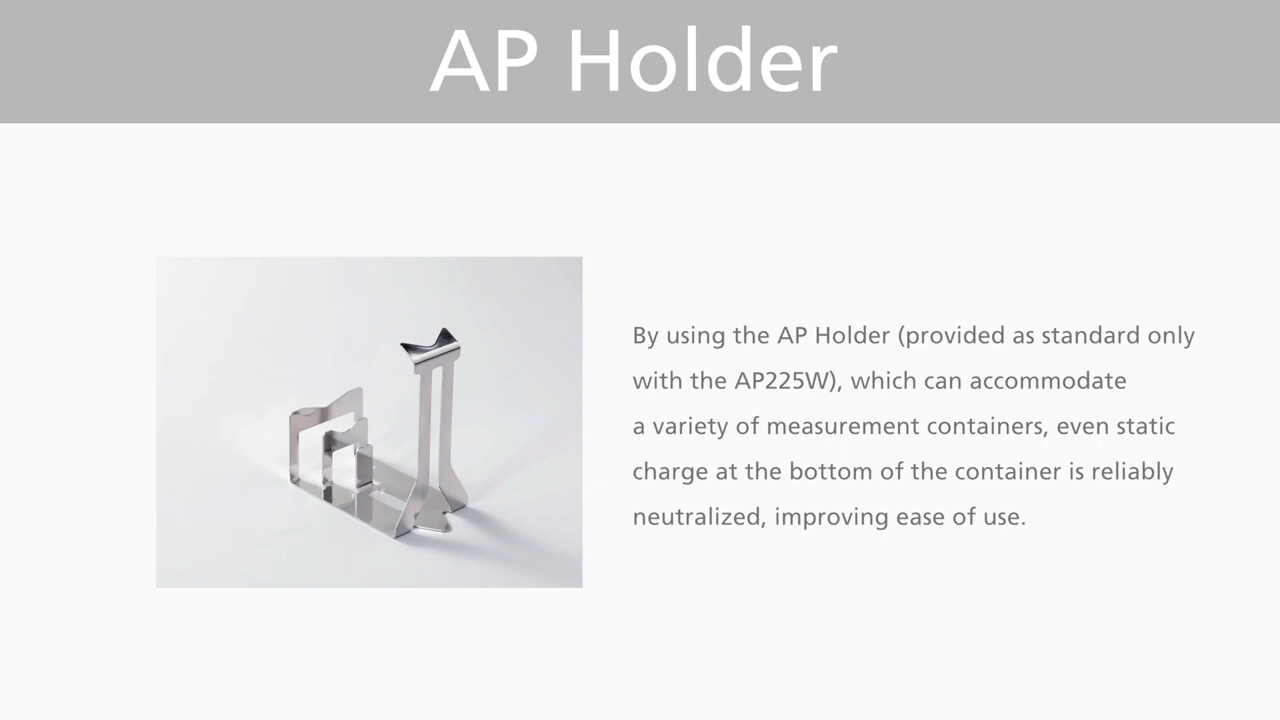 AP Holder
By using the AP Holder (provided as standard only
with the AP225W), which can accommodate
a variety of measurement containers, even static
charge at the bottom of the container is reliably
neutralized, improving ease of use.